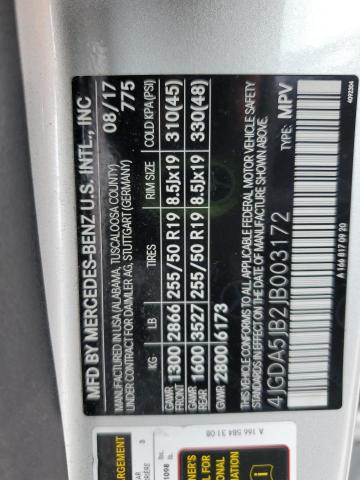 MFD BY MERCEDES-BENZ U.S. INTL., INC
MANUFACTURED IN USA (ALABAMA, TUSCALOOSA COUNTY)
UNDER CONTRACT FOR DAIMLER AG, STUTTGART (GERMANY)
08/17
775
KG LB TIRES RIM SIZE COLD KPA(PSI)
GAWR FRONT 1300 2866 255/50 R19 8.5Jx19 310(45)
GAWR REAR 1600 3527 255/50 R19 8.5Jx19 330(48)
GVWR 2800 6173
THIS VEHICLE CONFORMS TO ALL APPLICABLE FEDERAL MOTOR VEHICLE SAFETY
AND THEFT PREVENTION STANDARDS IN EFFECT ON THE DATE OF MANUFACTURE SHOWN ABOVE.
4JGDA5JB2JB003172 TYPE: MPV
A 166 817 09 20
A 166 584 31 08